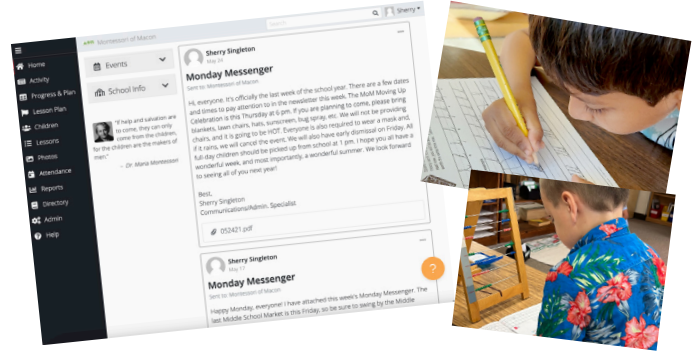 Search
Sherry
Montessori of Macon
Home
Activity
Progress & Plan
Lesson Plan
Children
Lessons
Photos
Attendance
Reports
Directory
Admin
Help
Events
School Info
"If help and salvation are
to come, they can only
come from the children,
for the children are the makers of
men."
- Dr. Maria Montessori
Sherry Singleton
May 24
Monday Messenger
Sent to: Montessori of Macon
Hi, everyone. It's officially the last week of the school year. There are a few dates
and times to pay attention to in the newsletter this week. The MoM Moving Up
Celebration is this Thursday at 6 pm. If you are planning to come, please bring
blankets, lawn chairs, hats, sunscreen, bug spray, etc. We will not be providing
chairs, and it is going to be HOT. Everyone is also required to wear a mask and,
if it rains, we will cancel the event. We will also have early dismissal on Friday. All
full day children should be picked up from school at 1 pm. I hope you all have a
wonderful week, and most importantly, a wonderful summer. We look forward
to seeing all of you next year!
Best,
Sherry Singleton
Communications/Admin. Specialist
052421.pdf
Sherry Singleton
May 17
Monday Messenger
Sent to: Montessori of Macon
Happy Monday, everyone! I have attached this week's Monday Messenger. The
last Middle School Market is this Friday, so be sure to swing by the Middle
?